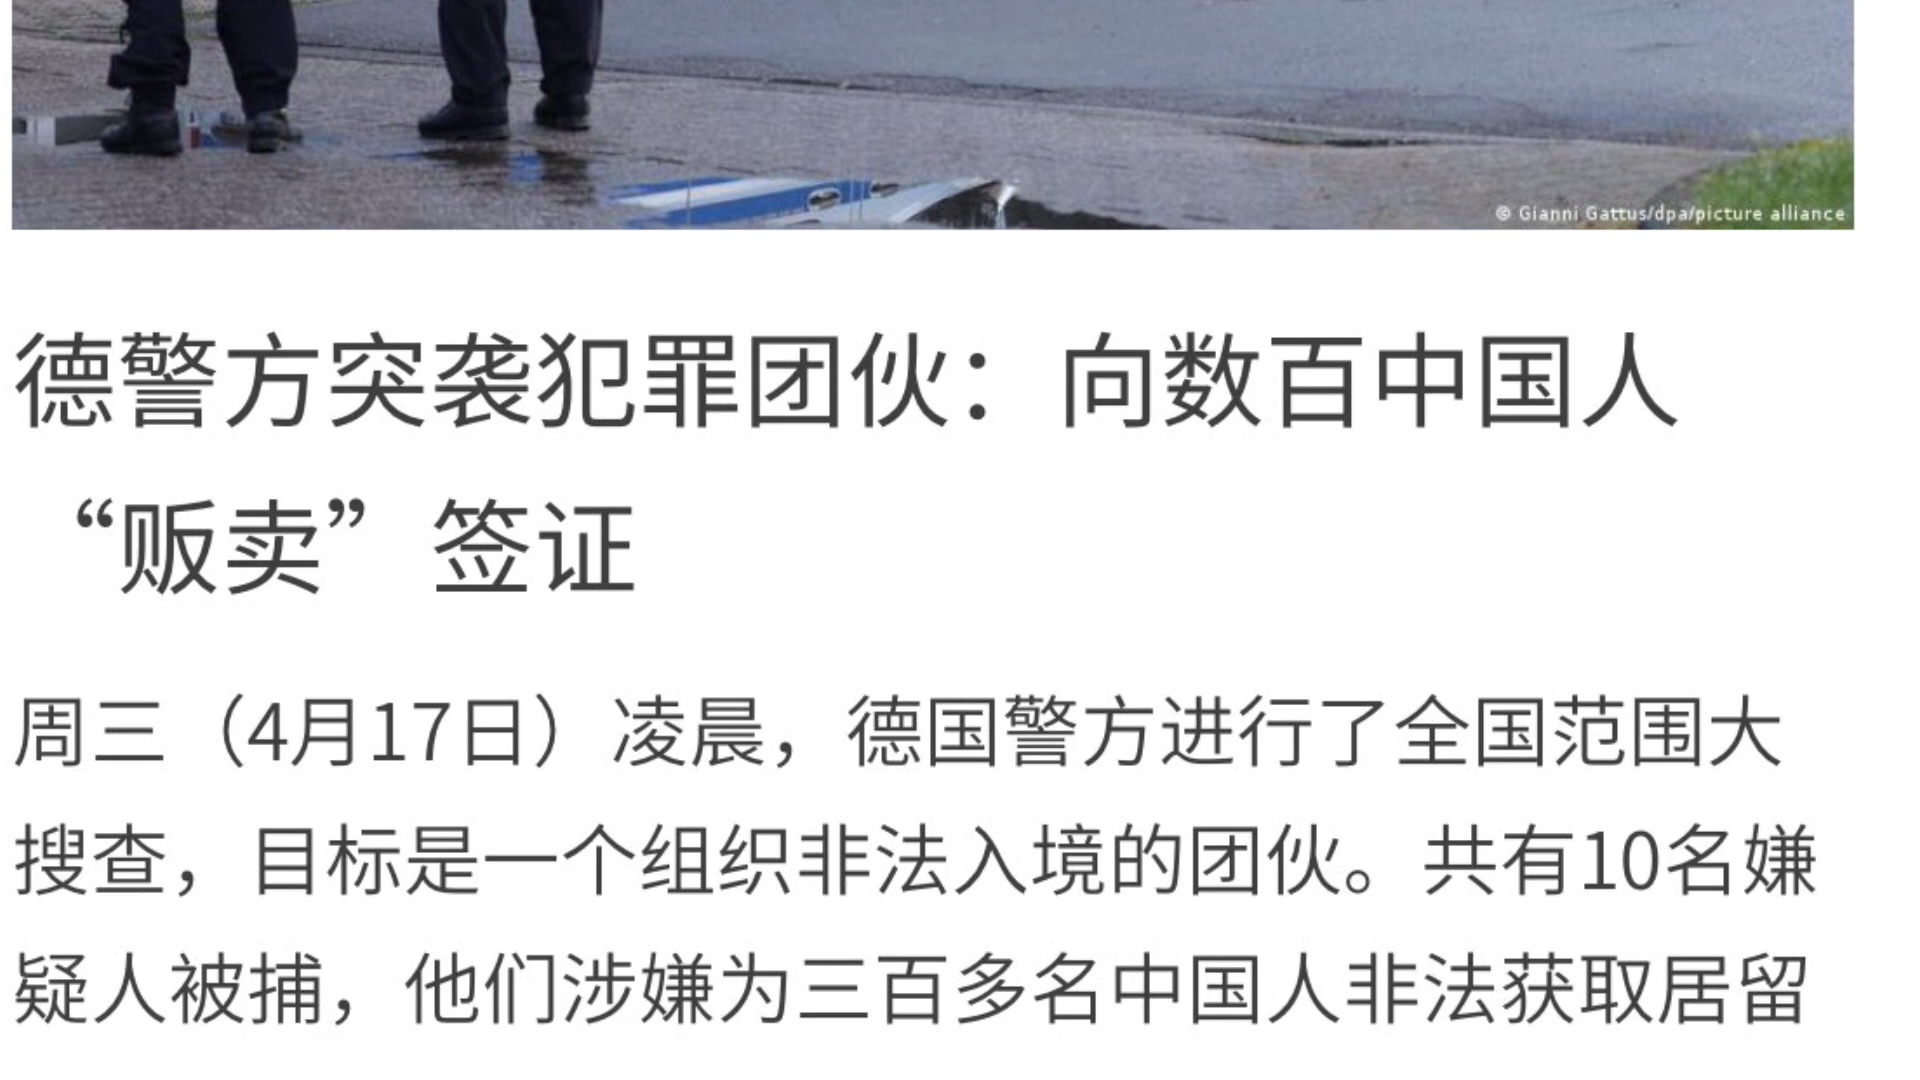 © Gianni Gattus/dpa/picture alliance
德警方突袭犯罪团伙：向数百中国人
“贩卖”签证
周三（4月17日）凌晨，德国警方进行了全国范围大
搜查，目标是一个组织非法入境的团伙。共有10名嫌
疑人被捕，他们涉嫌为三百多名中国人非法获取居留